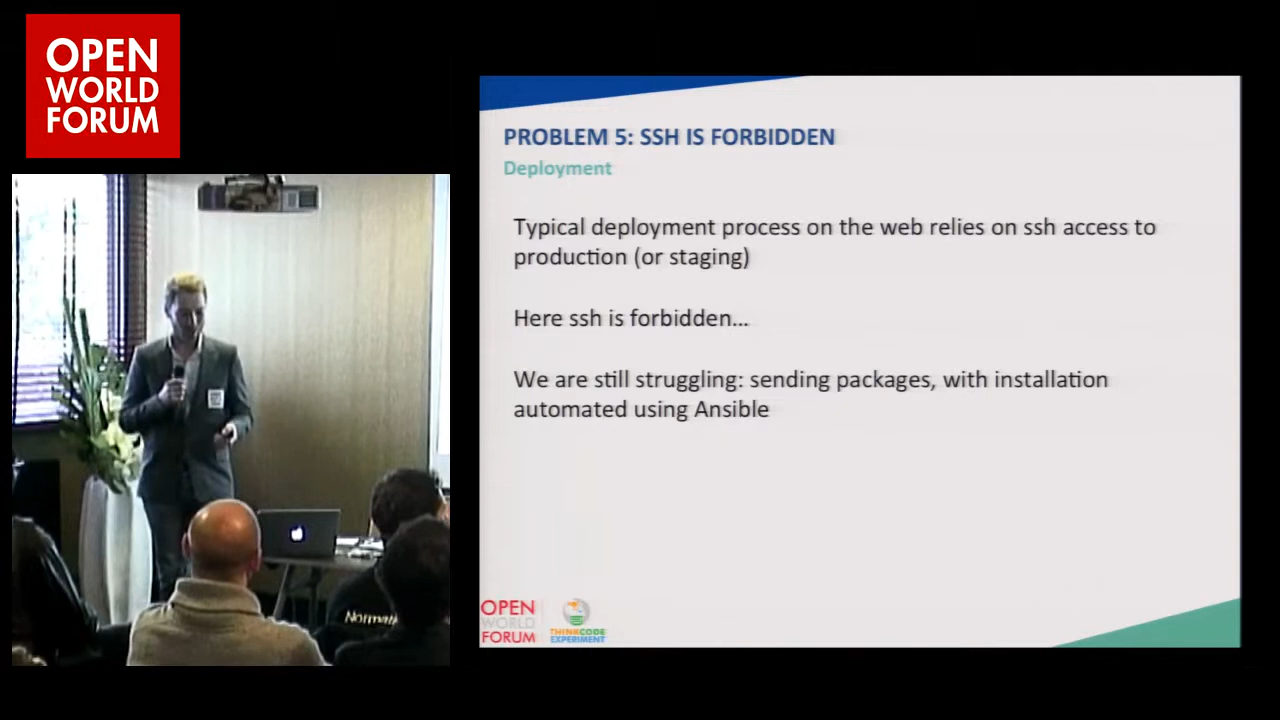 OPEN
WORLD
FORUM
PROBLEM 5: SSH IS FORBIDDEN
Deployment
Typical deployment process on the web relies on ssh access to
production (or staging)
Here ssh is forbidden...
We are still struggling: sending packages, with installation
automated using Ansible
OPEN
WORLD
FORUM
THINKCODE
EXPERIMENT